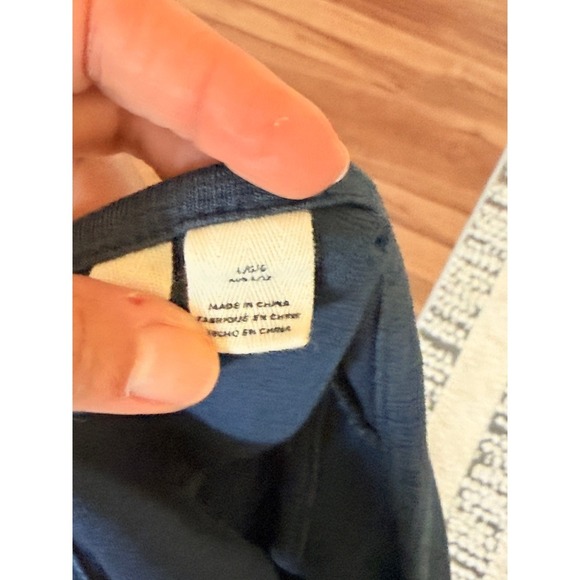 L/G/G
MADE IN CHINA
FABRIQUÉ EN CHINE
HECHO EN CHINA